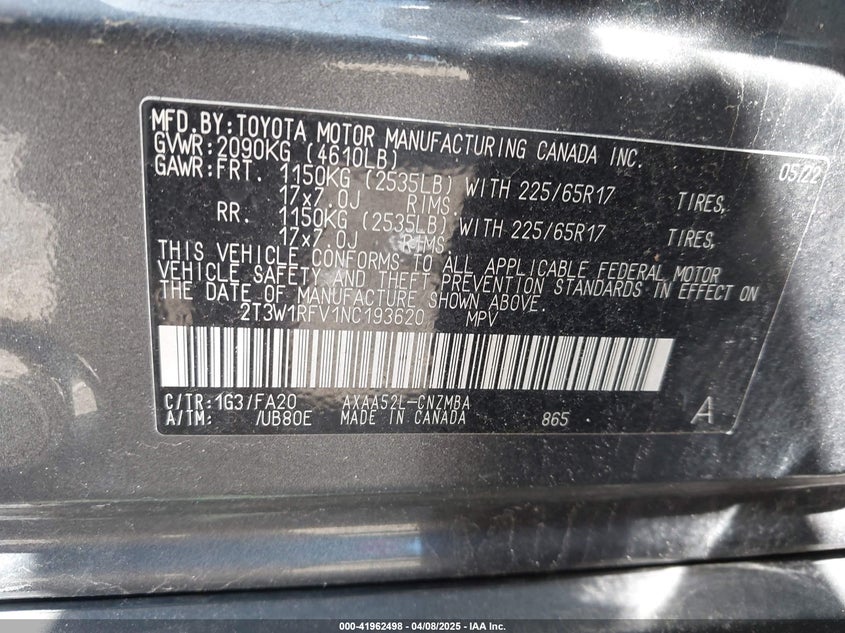 MFD.BY:TOYOTA MOTOR MANUFACTURING CANADA INC.
GVWR:2090KG (4610LB) 05/22
GAWR:FRT. 1150KG (2535LB) WITH 225/65R17 TIRES,
17x7.0J RIMS.
RR. 1150KG (2535LB) WITH 225/65R17 TIRES,
17x7.0J RIMS.
THIS VEHICLE CONFORMS TO ALL APPLICABLE FEDERAL MOTOR
VEHICLE SAFETY AND THEFT PREVENTION STANDARDS IN EFFECT ON
THE DATE OF MANUFACTURE SHOWN ABOVE.
2T3W1RFV1NC193620 MPV
C/TR:1G3/FA20 AXAA52L-CNZMBA
A/TM: /UB80E MADE IN CANADA 865 A
000-41962498 - 04/08/2025 - IAA Inc.